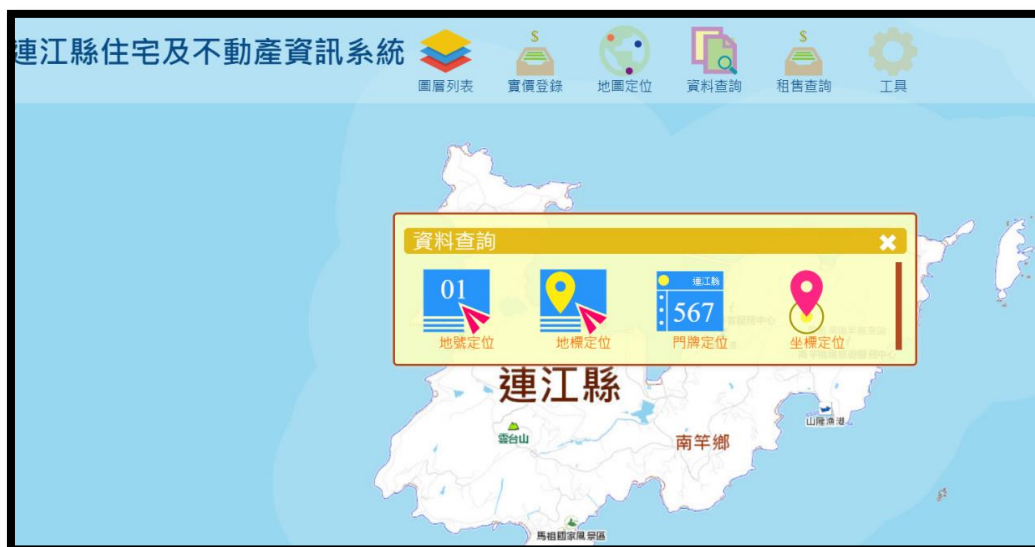 連江縣住宅及不動產資訊系統
圖層列表 實價登錄 地圖定位 資料查詢 租售查詢 工具
資料查詢
01 連江縣 567
地號定位 地標定位 門牌定位 坐標定位
連江縣
雲台山
南竿鄉
山隴漁港
馬祖國家風景區